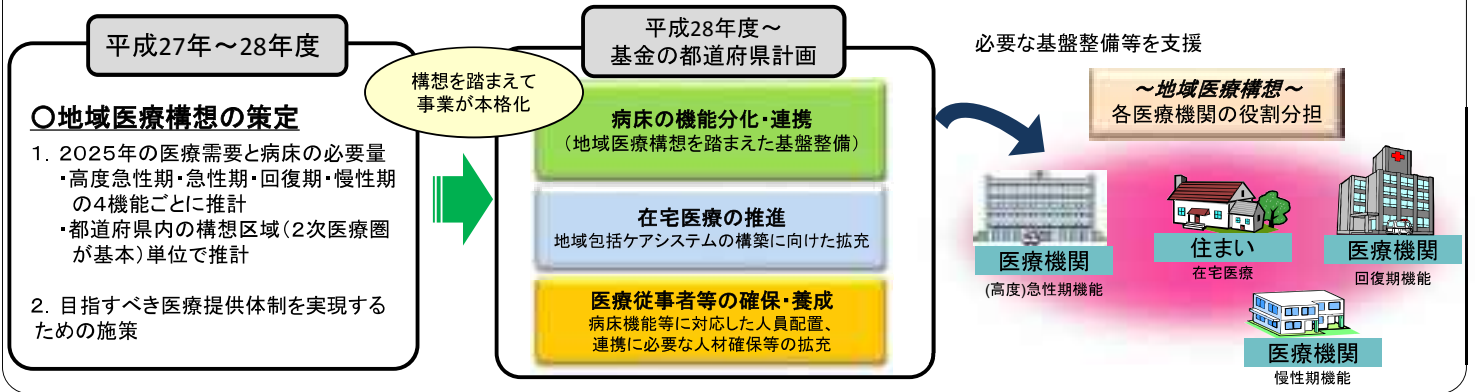 平成27年～28年度
〇地域医療構想の策定
１．２０２５年の医療需要と病床の必要量
・高度急性期・急性期・回復期・慢性期
の４機能ごとに推計
・都道府県内の構想区域（２次医療圏
が基本）単位で推計
２．目指すべき医療提供体制を実現する
ための施策
構想を踏まえて
事業が本格化
平成28年度～
基金の都道府県計画
病床の機能分化・連携
（地域医療構想を踏まえた基盤整備）
在宅医療の推進
地域包括ケアシステムの構築に向けた拡充
医療従事者等の確保・養成
病床機能等に対応した人員配置、
連携に必要な人材確保等の拡充
必要な基盤整備等を支援
～地域医療構想～
各医療機関の役割分担
医療機関
(高度)急性期機能
住まい
在宅医療
医療機関
回復期機能
医療機関
慢性期機能